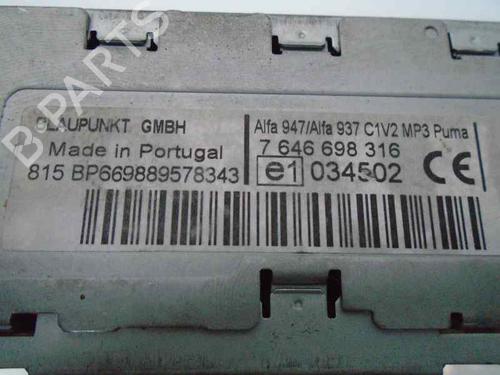 BLAUPUNKT GMBH
Made in Portugal
815 BP669889578343
Alfa 947/Alfa 937 C1V2 MP3 Puma
7 646 698 316
e1 034502 CE
B PARTS